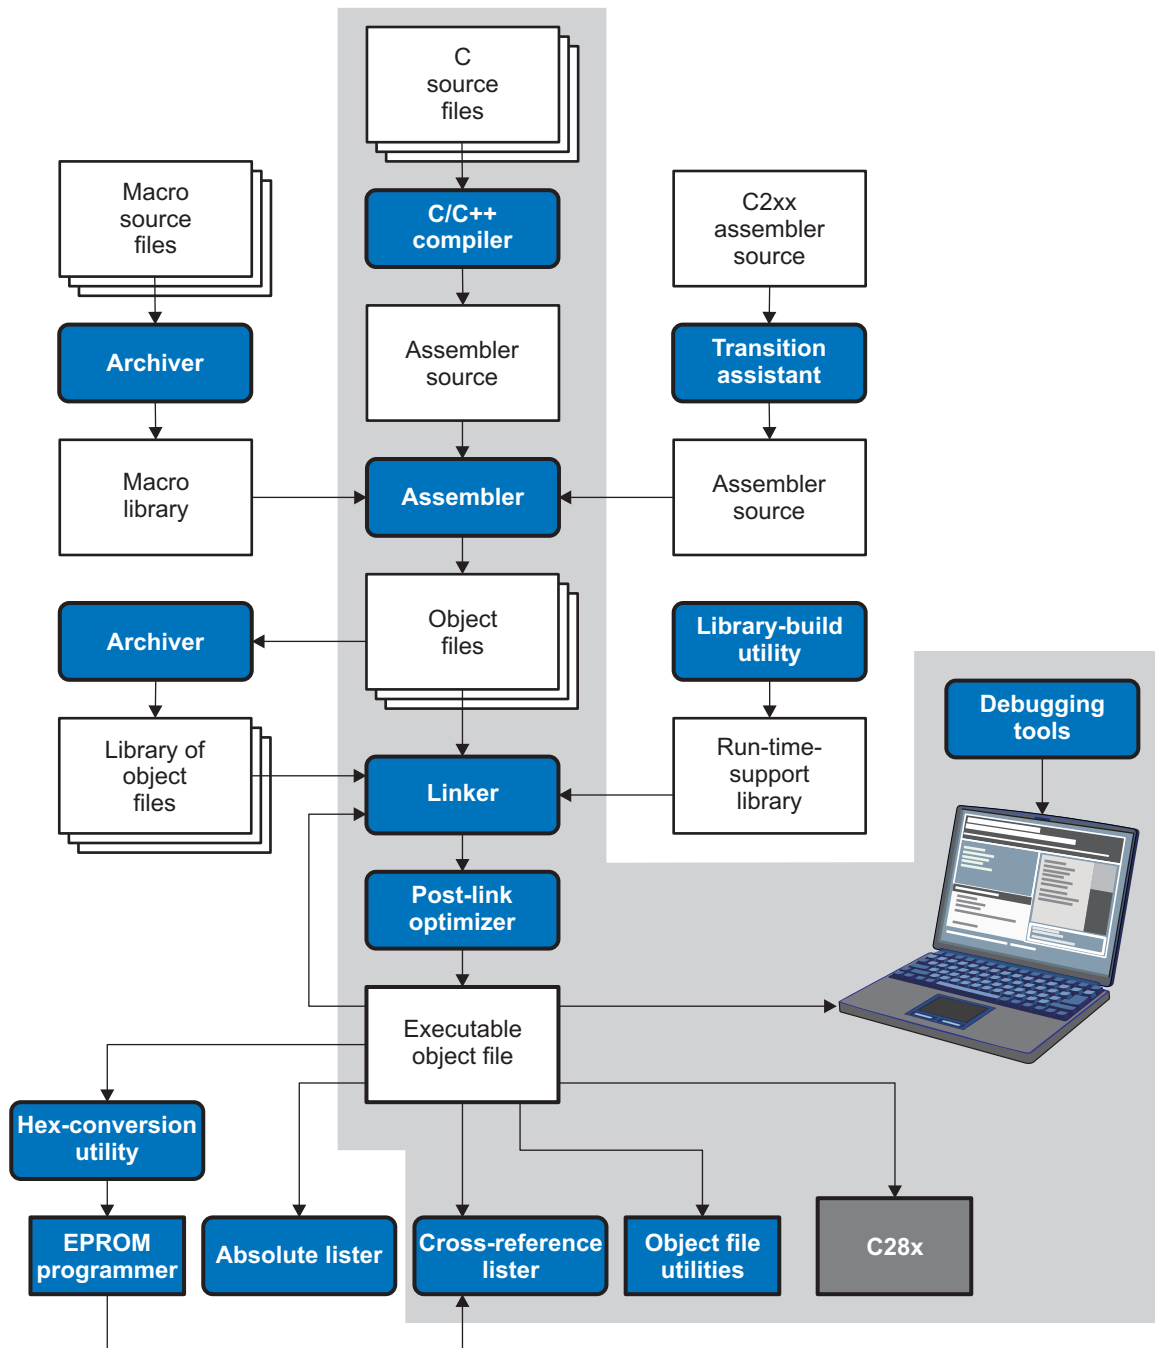 C
source
files
Macro
source
files
C/C++
compiler
C2xx
assembler
source
Archiver
Assembler
source
Transition
assistant
Macro
library
Assembler
Assembler
source
Archiver
Object
files
Library-build
utility
Debugging
tools
Library of
object
files
Linker
Run-time-
support
library
Post-link
optimizer
Executable
object file
Hex-conversion
utility
EPROM
programmer
Absolute lister
Cross-reference
lister
Object file
utilities
C28x